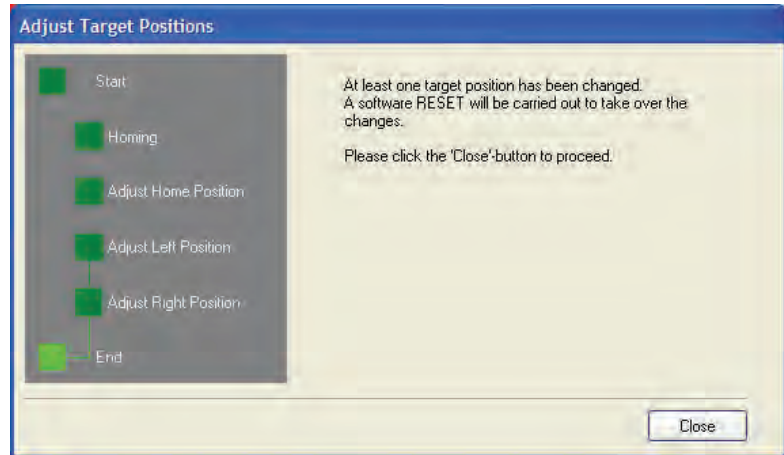 Adjust Target Positions
Start
Homing
Adjust Home Position
Adjust Left Position
Adjust Right Position
End
At least one target position has been changed.
A software RESET will be carried out to take over the
changes.
Please click the 'Close'-button to proceed.
Close